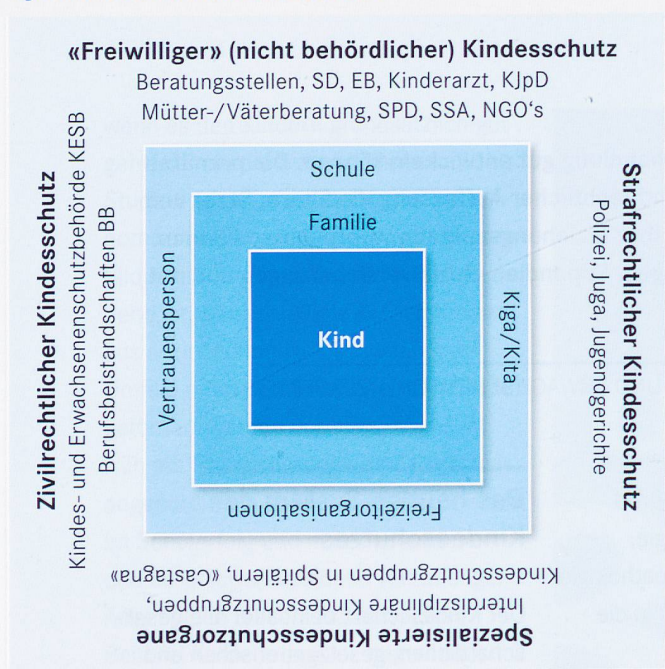 «Freiwilliger» (nicht behördlicher) Kindesschutz
Beratungsstellen, SD, EB, Kinderarzt, KJpD
Mütter-/Väterberatung, SPD, SSA, NGO's
Zivilrechtlicher Kindesschutz
Kindes- und Erwachsenenschutzbehörde KESB
Berufsbeistandschaften BB
Schule
Familie
Vertrauensperson
Kind
Kiga/Kita
Freizeitorganisationen
Strafrechtlicher Kindesschutz
Polizei, Juga, Jugendgerichte
Spezialisierte Kindesschutzorgane
Interdisziplinäre Kindesschutzgruppen,
Kindesschutzgruppen in Spitälern, «Castagna»